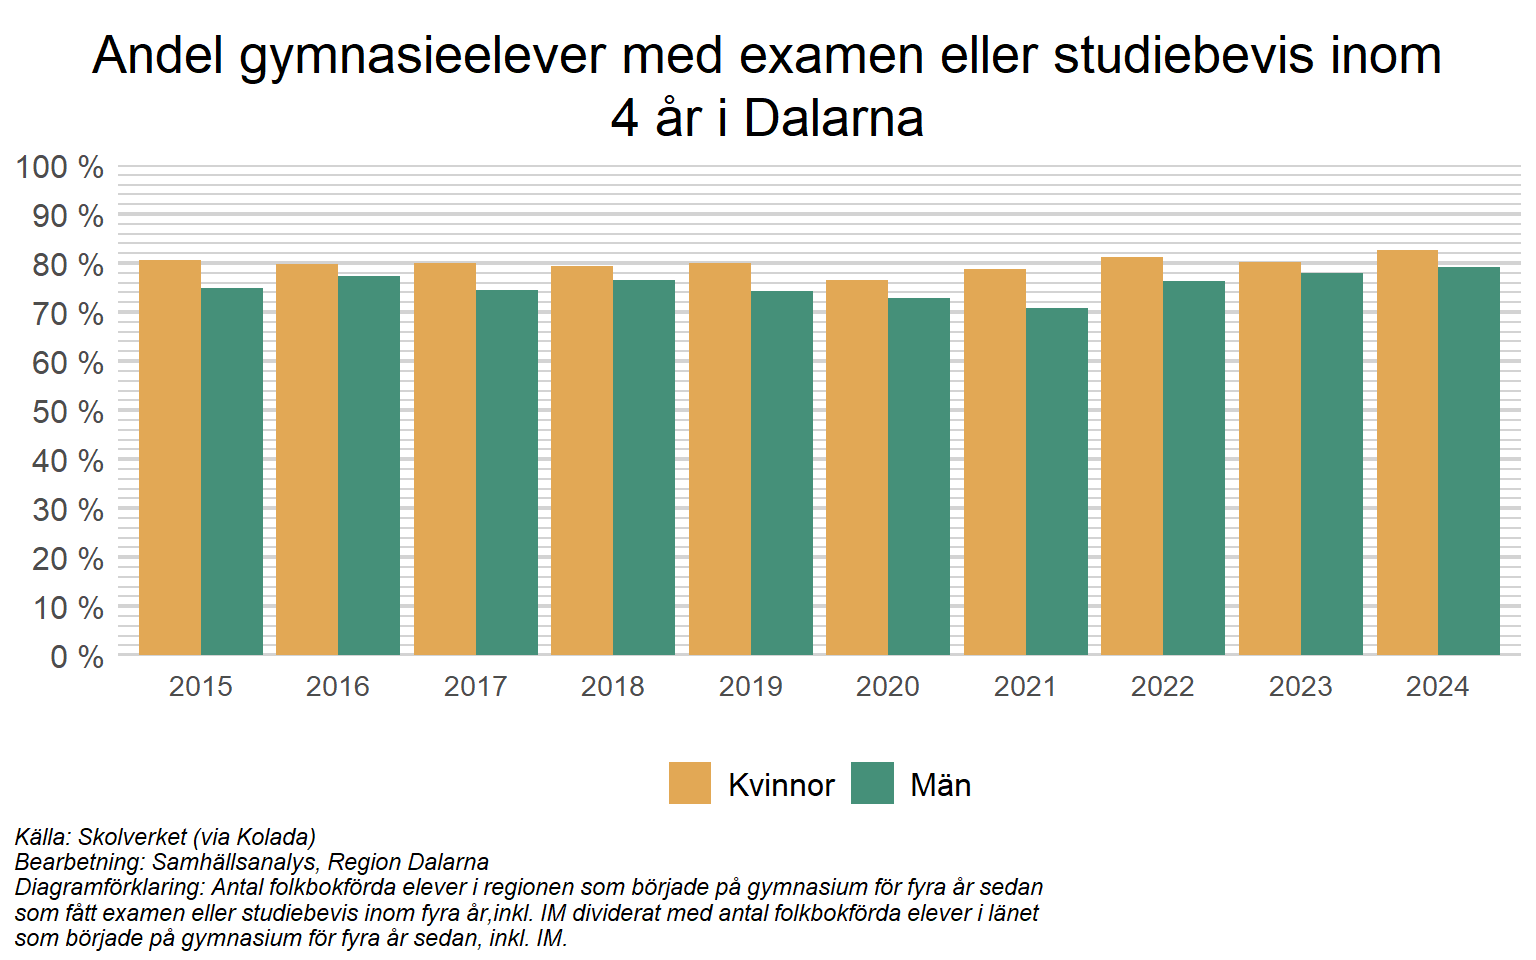 Andel gymnasieelever med examen eller studiebevis inom
4 år i Dalarna
100 %
90 %
80 %
70 %
60 %
50 %
40 %
30 %
20 %
10 %
0 %
2015 2016 2017 2018 2019 2020 2021 2022 2023 2024
Kvinnor Män
Källa: Skolverket (via Kolada)
Bearbetning: Samhällsanalys, Region Dalarna
Diagramförklaring: Antal folkbokförda elever i regionen som började på gymnasium för fyra år sedan
som fått examen eller studiebevis inom fyra år,inkl. IM dividerat med antal folkbokförda elever i länet
som började på gymnasium för fyra år sedan, inkl. IM.